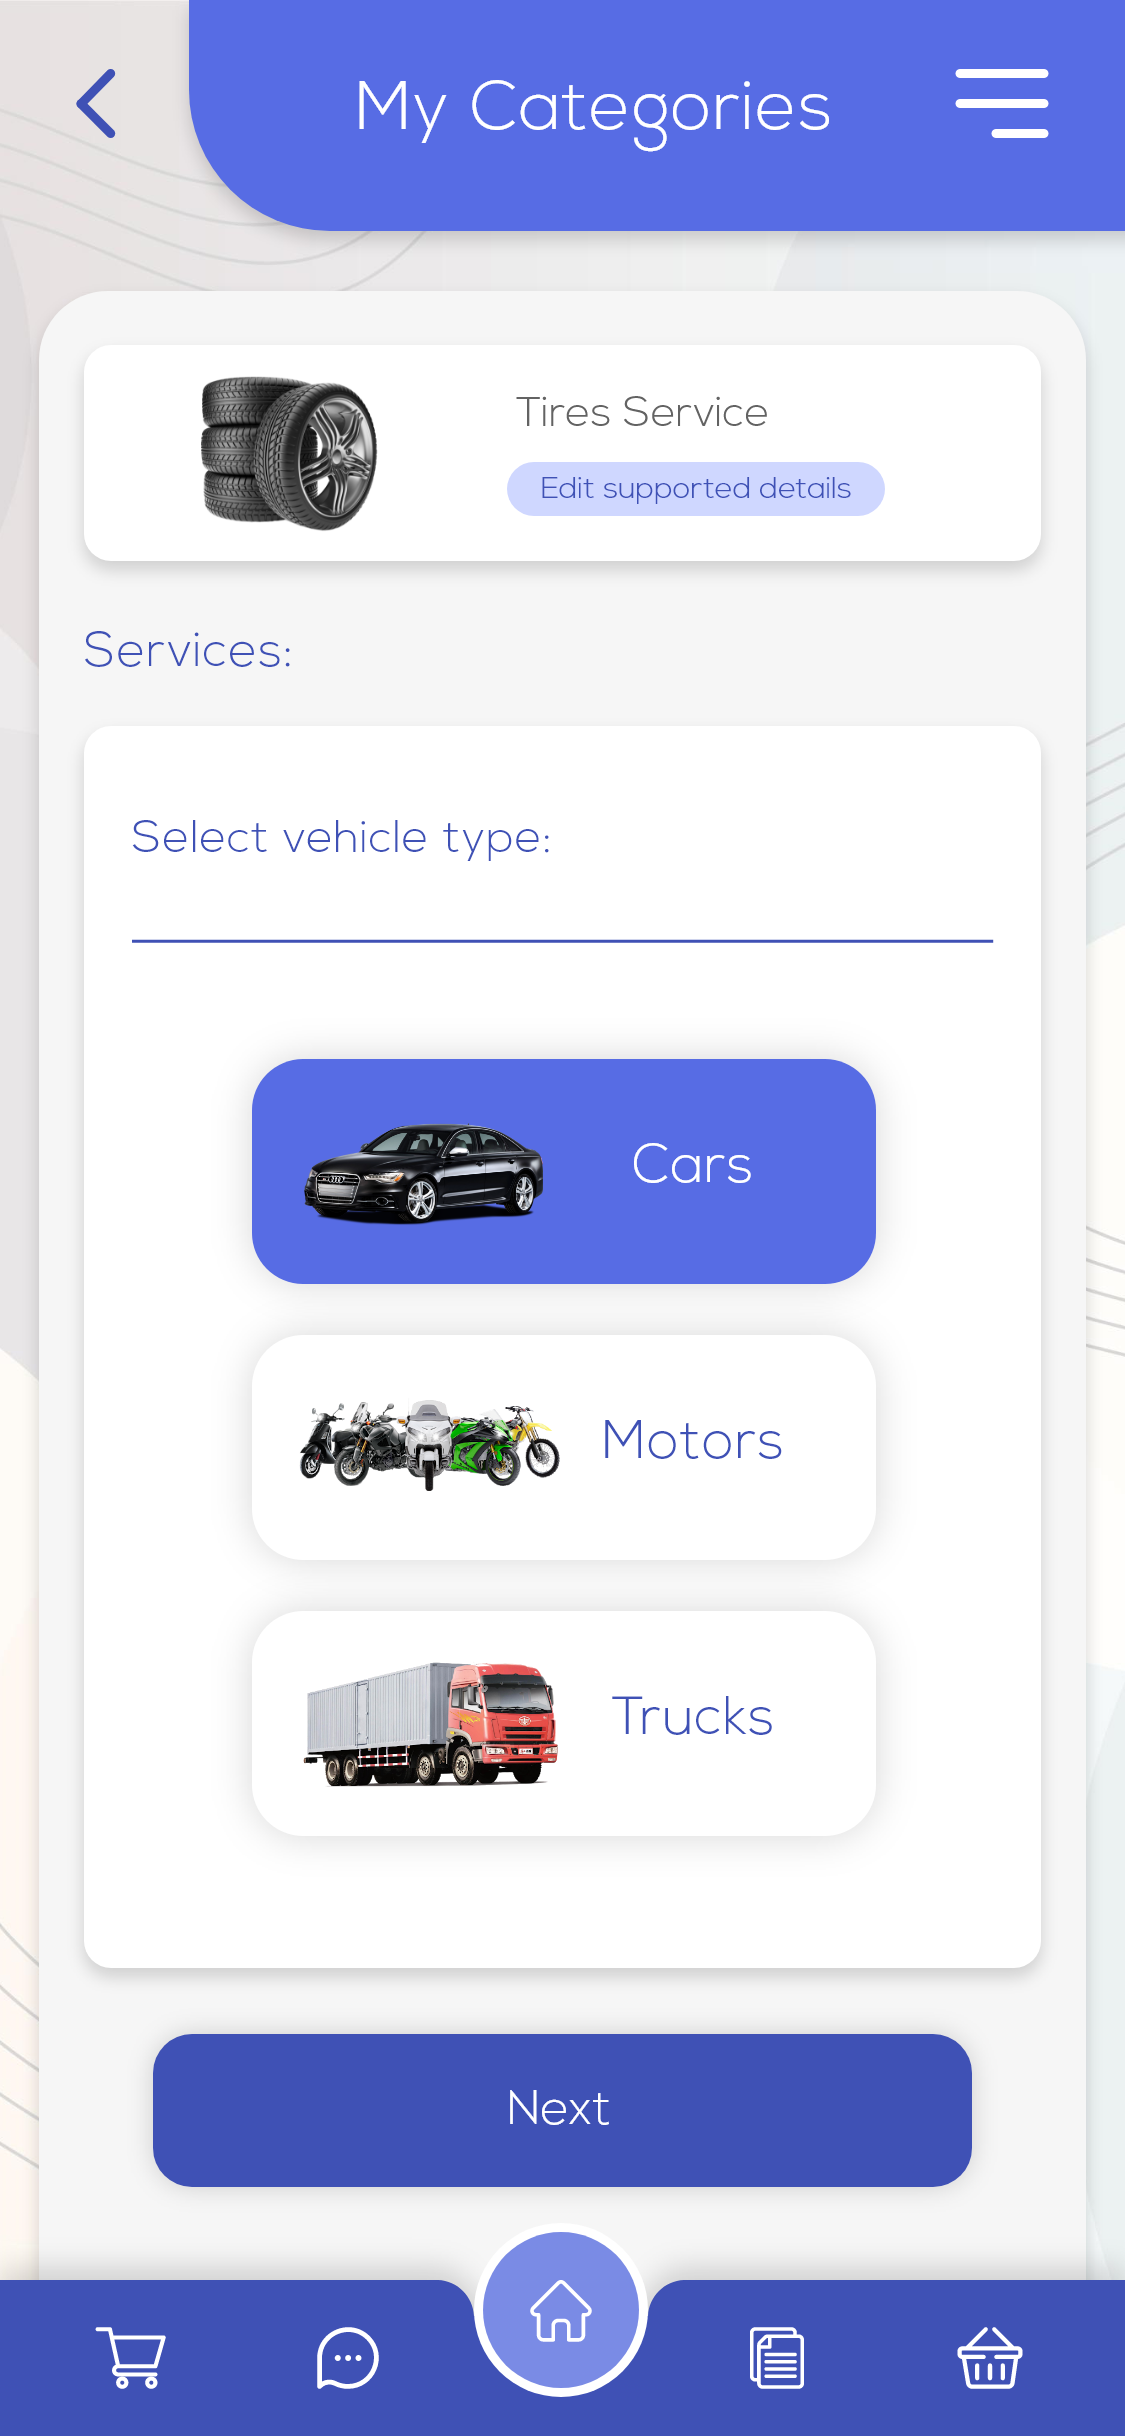 My Categories
Tires Service
Edit supported details
Services:
Select vehicle type:
Cars
Motors
Trucks
Next